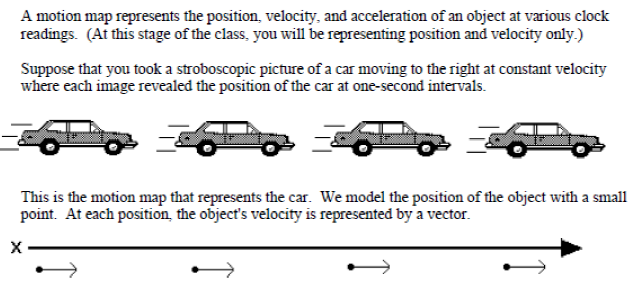 A motion map represents the position, velocity, and acceleration of an object at various clock
readings.  (At this stage of the class, you will be representing position and velocity only.)
Suppose that you took a stroboscopic picture of a car moving to the right at constant velocity
where each image revealed the position of the car at one-second intervals.
This is the motion map that represents the car.  We model the position of the object with a small
point.  At each position, the object's velocity is represented by a vector.
X